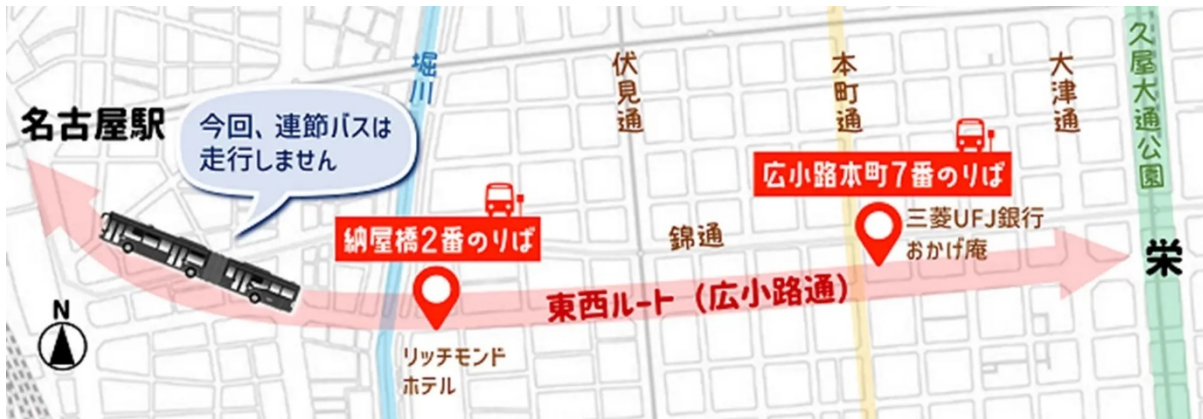 名古屋駅
今回、連節バスは
走行しません
堀川
伏見通
本町通
大津通
久屋大通公園
納屋橋2番のりば
広小路本町7番のりば
三菱UFJ銀行
おかげ庵
錦通
栄
東西ルート（広小路通）
N
リッチモンド
ホテル